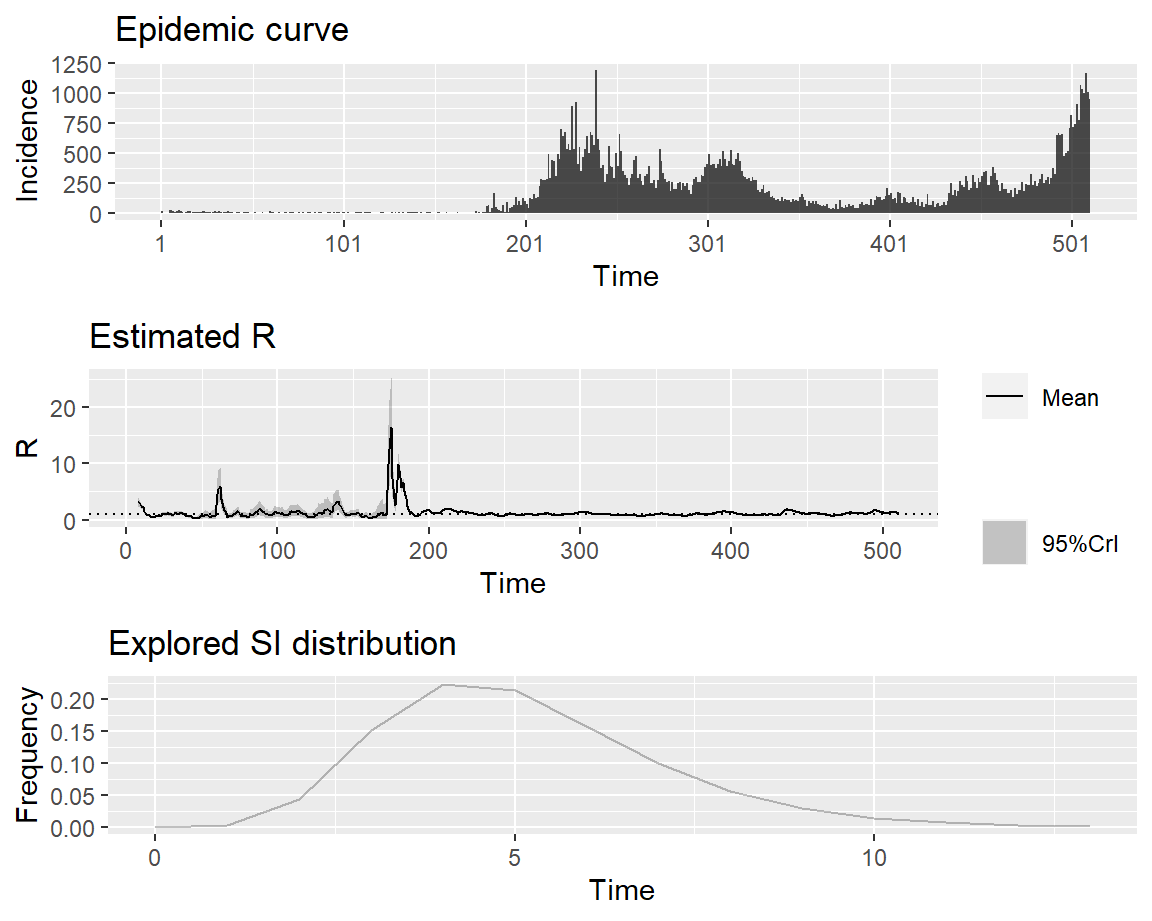 Epidemic curve
1250
1000
750
500
250
0
Incidence
1 101 201 301 401 501
Time
Estimated R
20
10
0
R
0 100 200 300 400 500
Time
Mean
95%CrI
Explored SI distribution
0.20
0.15
0.10
0.05
0.00
Frequency
0 5 10
Time